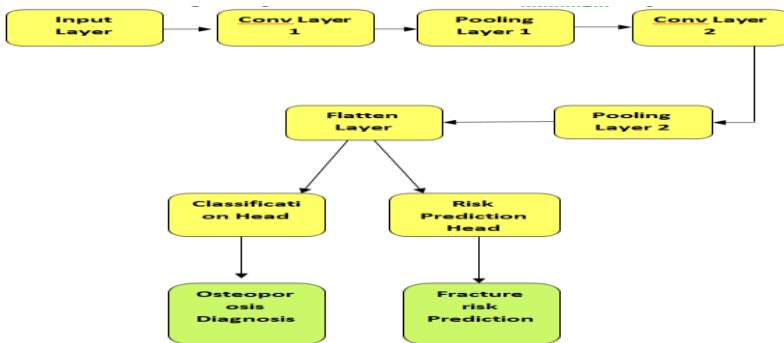 Input
Layer
Conv Layer
1
Pooling
Layer 1
Conv Layer
2
Flatten
Layer
Pooling
Layer 2
Classificati
on Head
Risk
Prediction
Head
Osteopor
osis
Diagnosis
Fracture
risk
Prediction